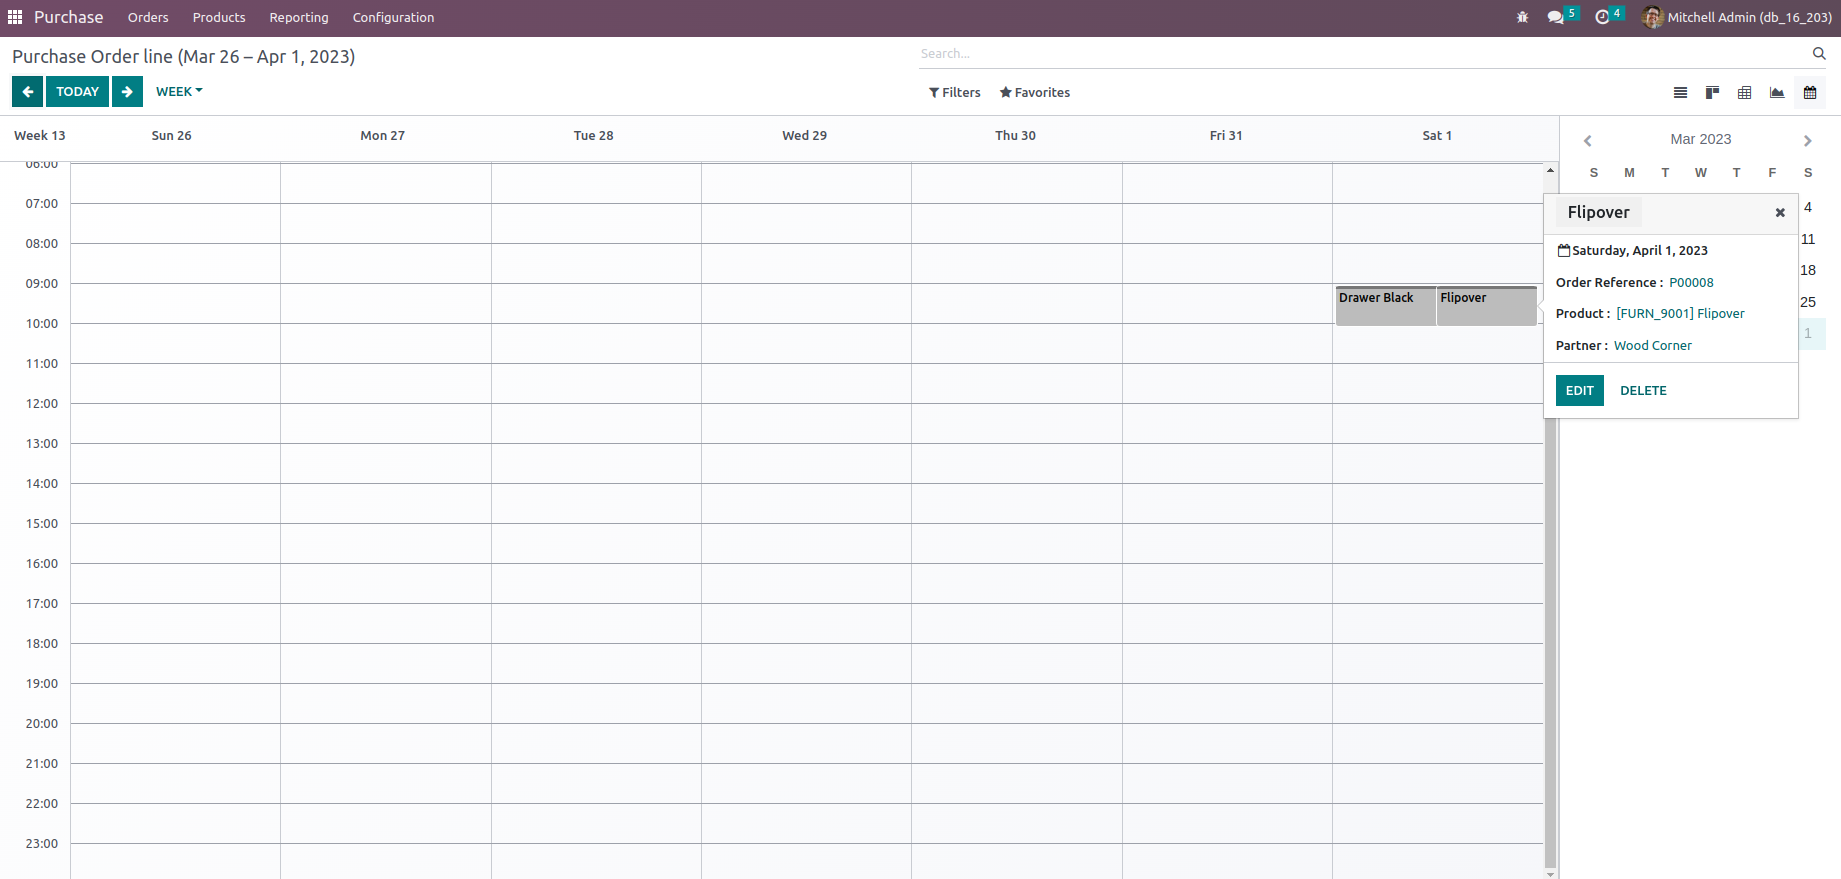 Purchase Orders Products Reporting Configuration 5 4 Mitchell Admin (db_16_203)
Purchase Order line (Mar 26 – Apr 1, 2023)
Search...
TODAY WEEK Filters Favorites
Week 13 Sun 26 Mon 27 Tue 28 Wed 29 Thu 30 Fri 31 Sat 1
Mar 2023
S M T W T F S
06:00
07:00
08:00
09:00
10:00
11:00
12:00
13:00
14:00
15:00
16:00
17:00
18:00
19:00
20:00
21:00
22:00
23:00
Drawer Black Flipover
Flipover
Saturday, April 1, 2023
Order Reference : P00008
Product : [FURN_9001] Flipover
Partner : Wood Corner
EDIT DELETE
4
11
18
25
1